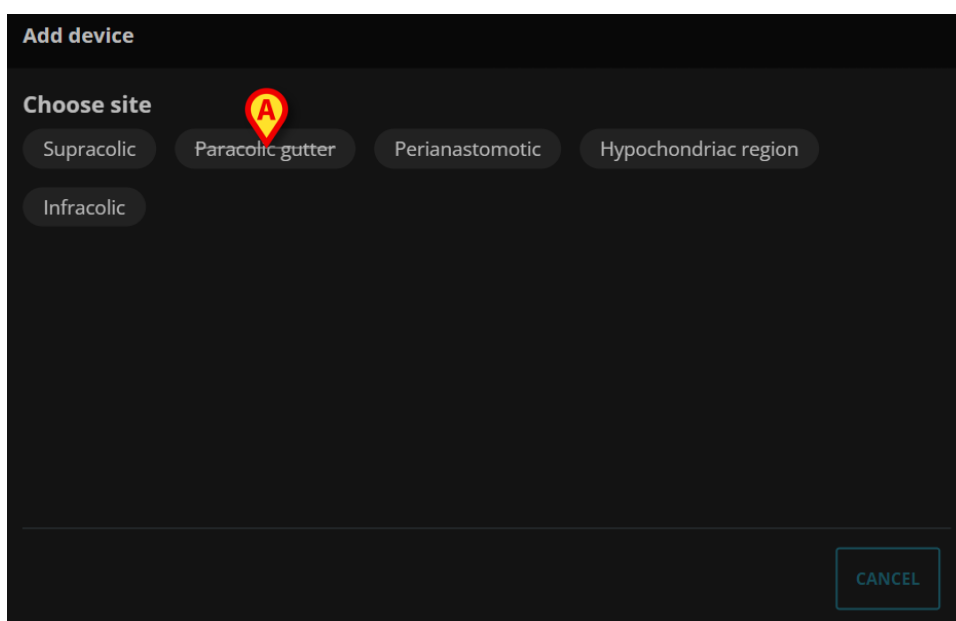 Add device
Choose site
A
Supracolic Paracolic gutter Perianastomotic Hypochondriac region
Infracolic
CANCEL